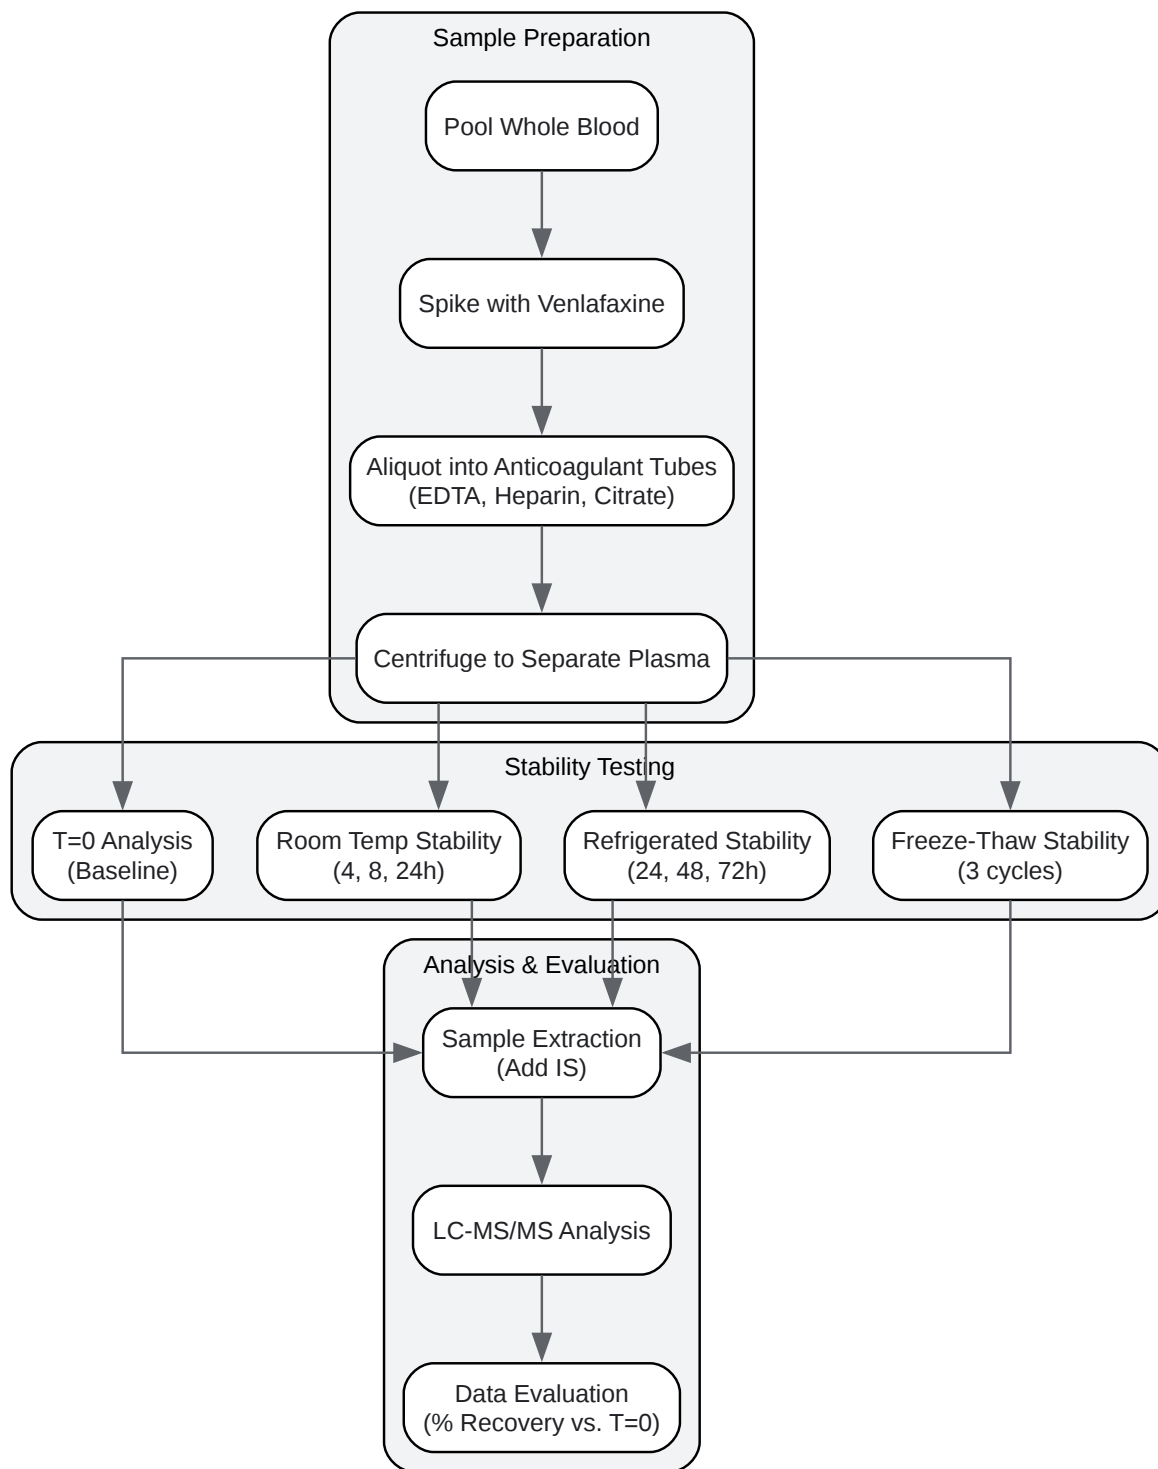 Sample Preparation
Pool Whole Blood
Spike with Venlafaxine
Aliquot into Anticoagulant Tubes
(EDTA, Heparin, Citrate)
Centrifuge to Separate Plasma
Stability Testing
T=0 Analysis
(Baseline)
Room Temp Stability
(4, 8, 24h)
Refrigerated Stability
(24, 48, 72h)
Freeze-Thaw Stability
(3 cycles)
Analysis & Evaluation
Sample Extraction
(Add IS)
LC-MS/MS Analysis
Data Evaluation
(% Recovery vs. T=0)